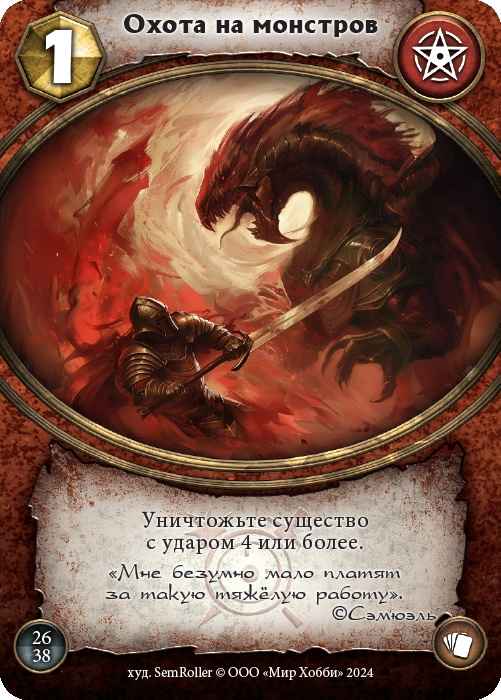 1
Охота на монстров
Уничтожьте существо
с ударом 4 или более.
«Мне безумно мало платят
за такую тяжёлую работу».
©Сэмюэль
26
38
худ. SemRoller © ООО «Мир Хобби» 2024